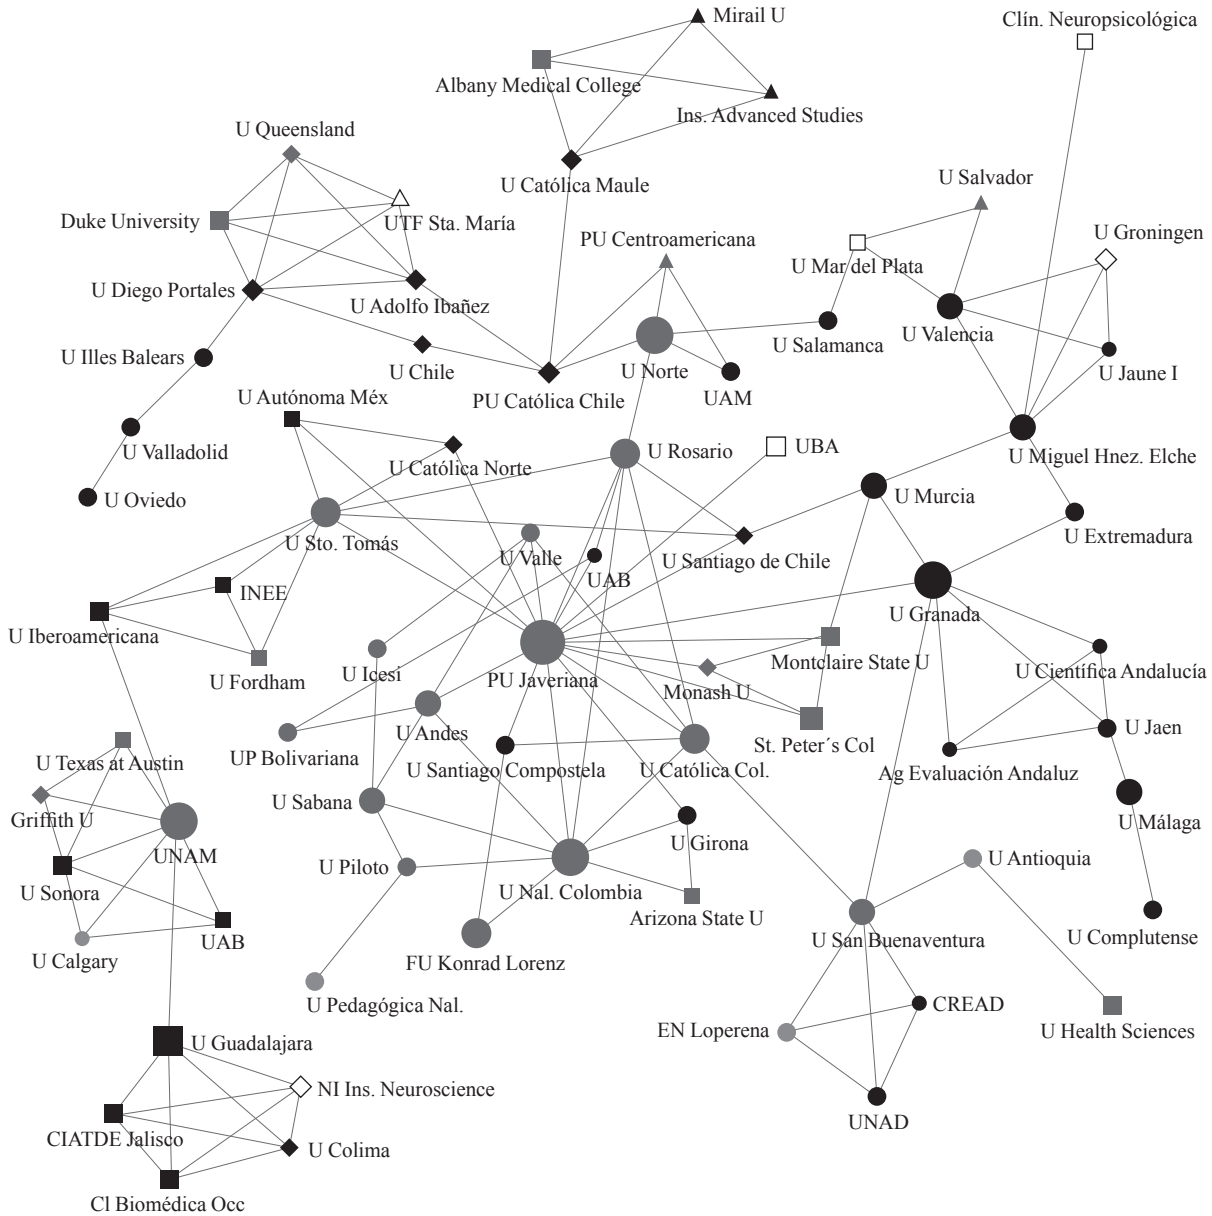 Mirail U
Clín. Neuropsicológica
Albany Medical College
Ins. Advanced Studies
U Queensland
U Católica Maule
U Salvador
Duke University
UTF Sta. María
PU Centroamericana
U Groningen
U Mar del Plata
U Diego Portales
U Adolfo Ibañez
U Illes Balears
U Chile
U Norte
U Salamanca
U Valencia
U Jaune I
U Autónoma Méx
PU Católica Chile
UAM
U Valladolid
U Católica Norte
U Rosario
UBA
U Miguel Hnez. Elche
U Oviedo
U Murcia
U Sto. Tomás
U Valle
UAB
U Santiago de Chile
U Extremadura
INEE
U Granada
U Iberoamericana
U Fordham
U Icesi
PU Javeriana
Montclaire State U
Monash U
U Científica Andalucía
U Andes
UP Bolivariana
U Santiago Compostela
U Católica Col.
St. Peter´s Col
U Jaen
Ag Evaluación Andaluz
U Texas at Austin
Griffith U
UNAM
U Sabana
U Girona
U Málaga
U Sonora
U Piloto
U Nal. Colombia
U Antioquia
Arizona State U
UAB
U Calgary
FU Konrad Lorenz
U San Buenaventura
U Complutense
U Pedagógica Nal.
CREAD
EN Loperena
U Health Sciences
U Guadalajara
NI Ins. Neuroscience
UNAD
CIATDE Jalisco
U Colima
Cl Biomédica Occ